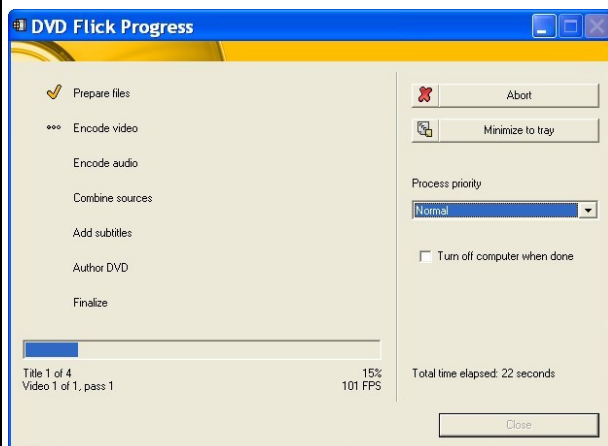 DVD Flick Progress
Prepare files
Encode video
Encode audio
Combine sources
Add subtitles
Author DVD
Finalize
Title 1 of 4 15%
Video 1 of 1, pass 1 101 FPS
Abort
Minimize to tray
Process priority
Normal
Turn off computer when done
Total time elapsed: 22 seconds
Close